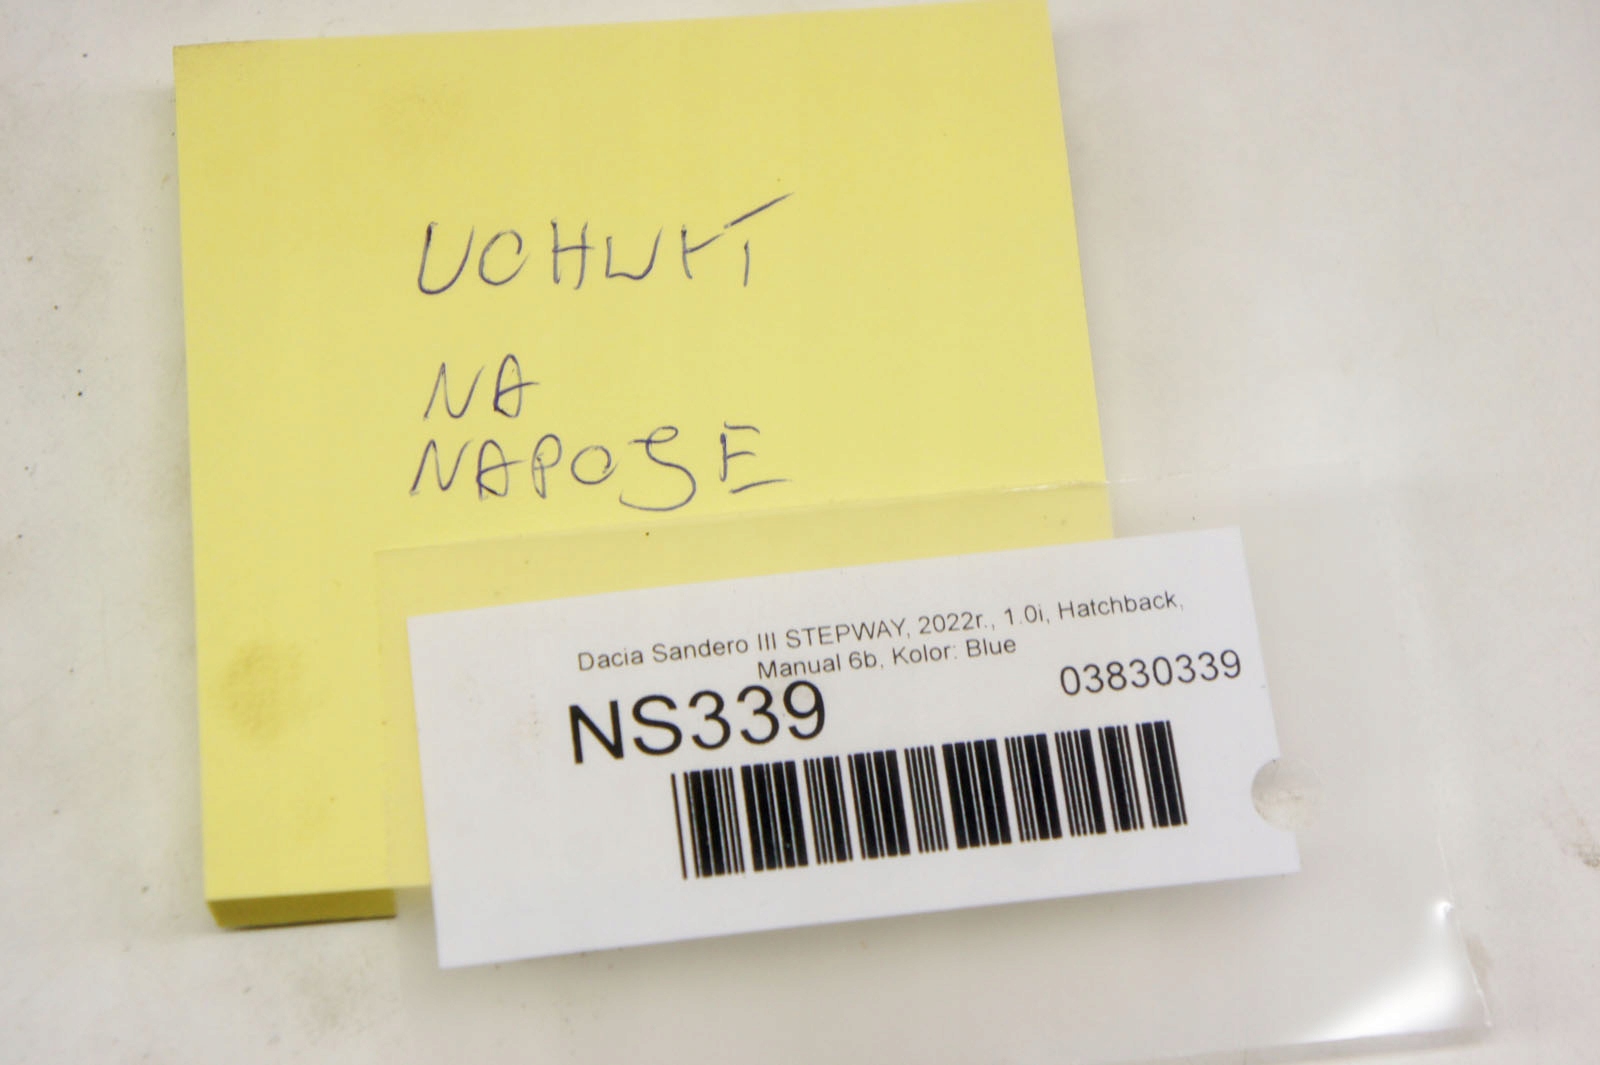 UCHWYT
NA
NAPOJE
Dacia Sandero III STEPWAY, 2022r., 1.0i, Hatchback,
Manual 6b, Kolor: Blue
NS339
03830339